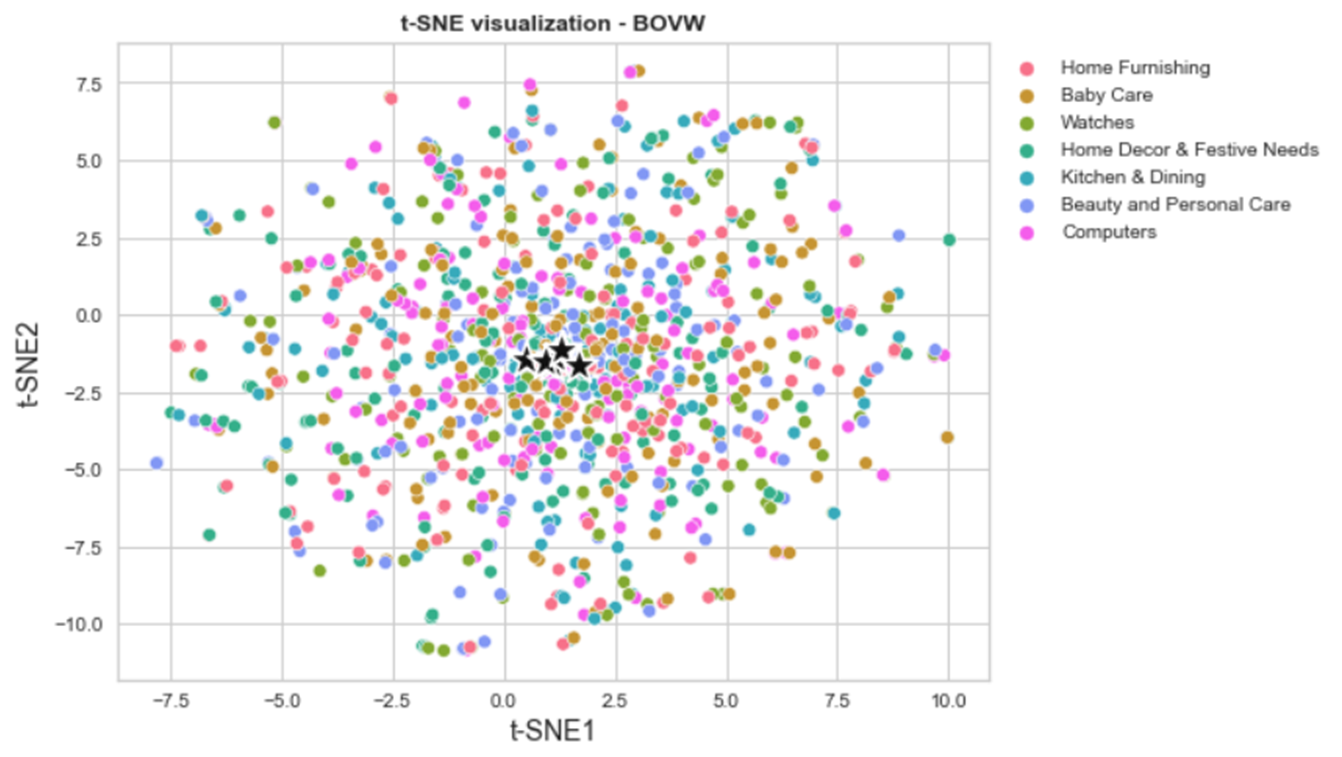 t-SNE visualization - BOVW
7.5
5.0
2.5
0.0
−2.5
−5.0
−7.5
−10.0
t-SNE2
−7.5 −5.0 −2.5 0.0 2.5 5.0 7.5 10.0
t-SNE1
Home Furnishing
Baby Care
Watches
Home Decor & Festive Needs
Kitchen & Dining
Beauty and Personal Care
Computers